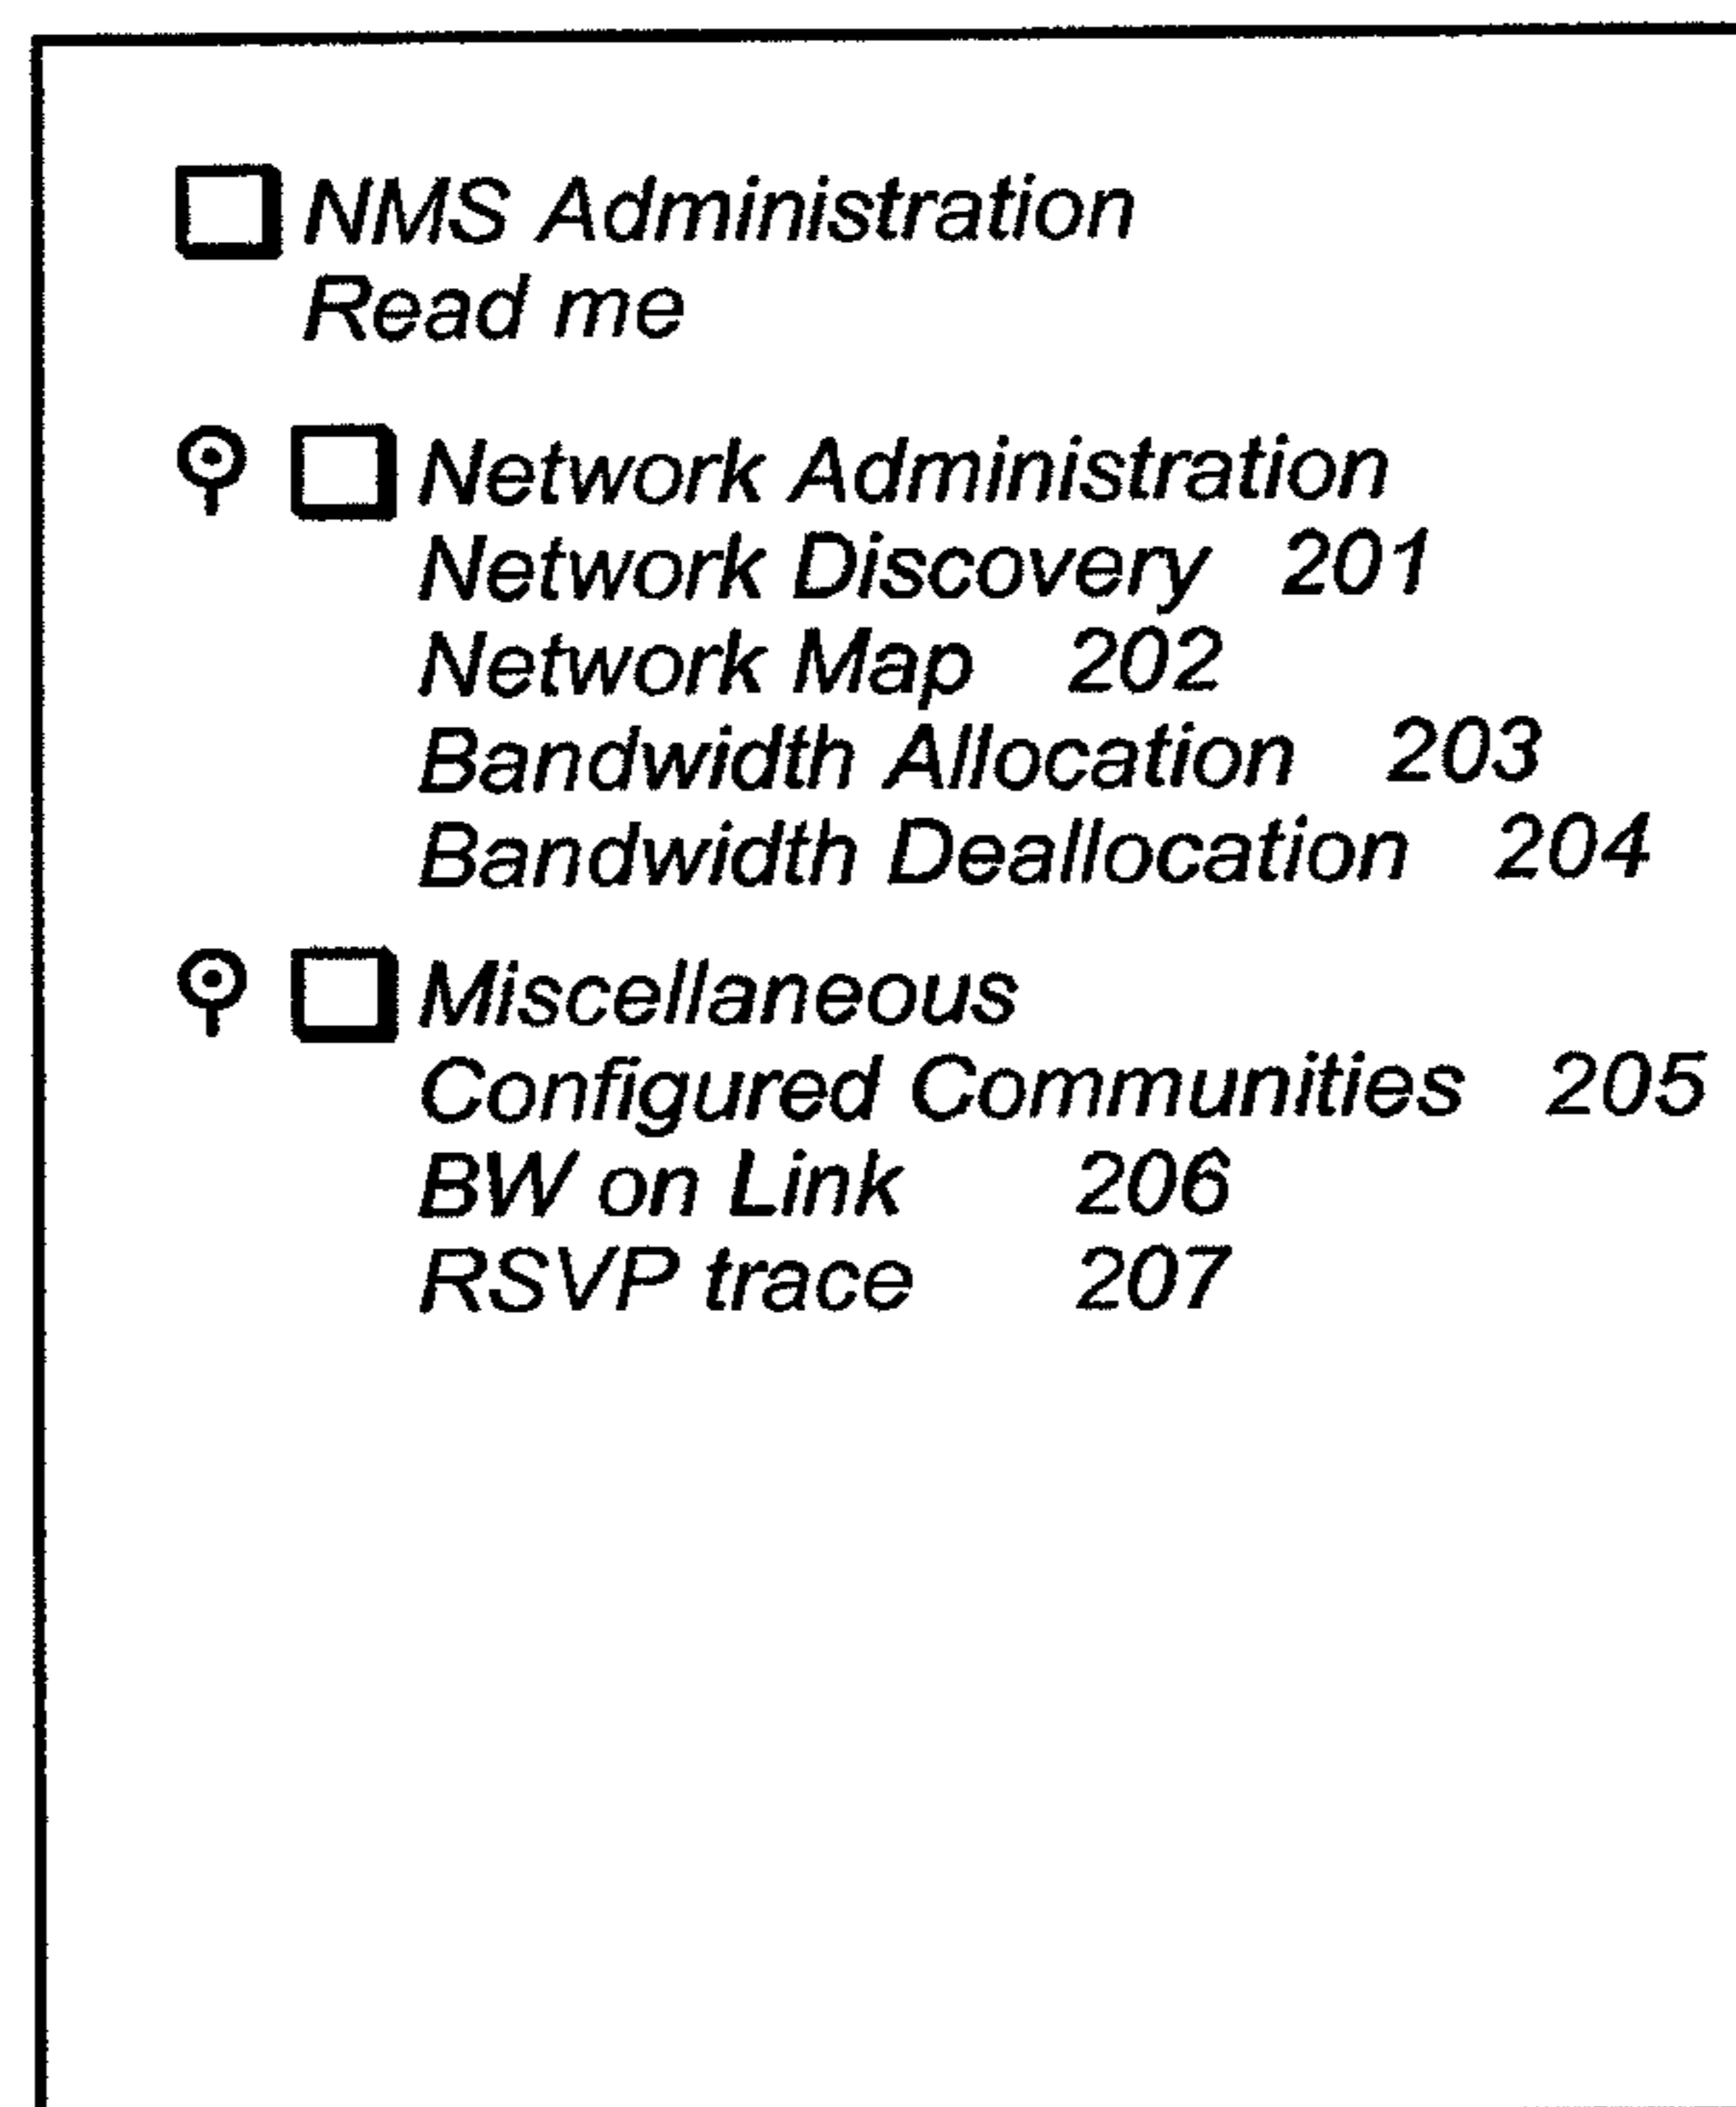 NMS Administration
Read me
Network Administration
Network Discovery 201
Network Map 202
Bandwidth Allocation 203
Bandwidth Deallocation 204
Miscellaneous
Configured Communities 205
BW on Link 206
RSVP trace 207